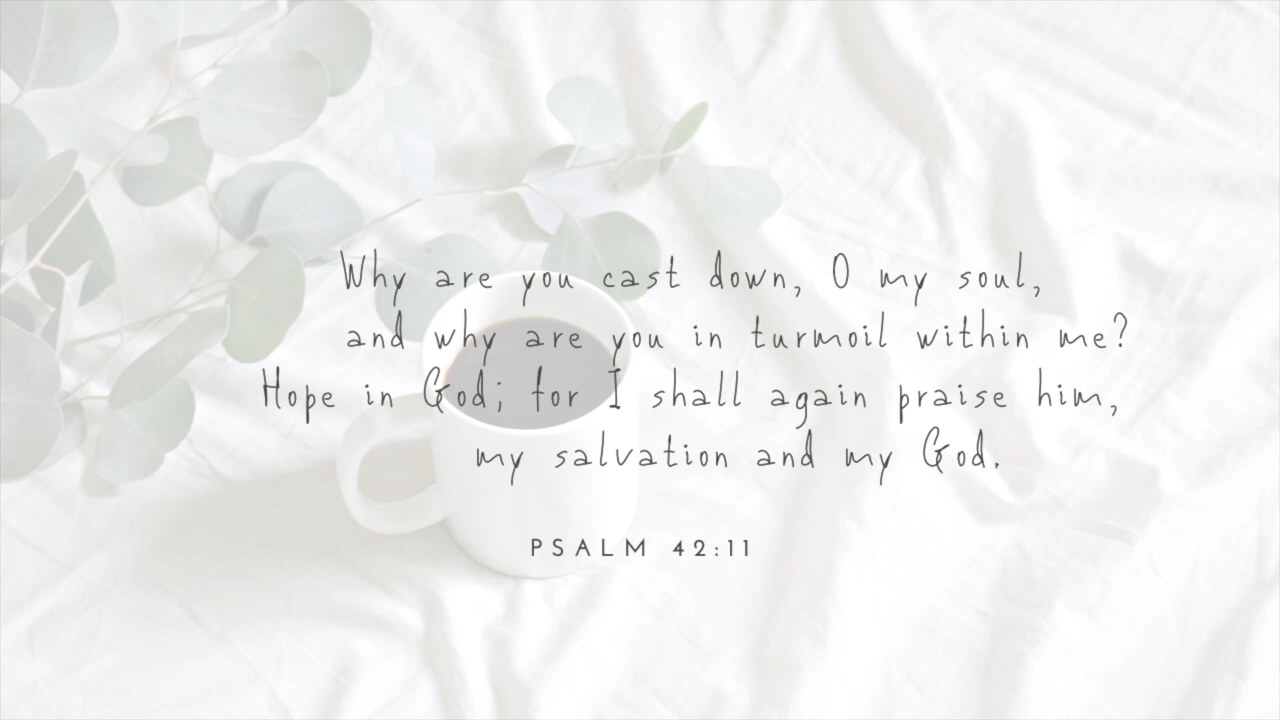 Why are you cast down, O my soul,
and why are you in turmoil within me?
Hope in God; for I shall again praise him,
my salvation and my God.
PSALM 42:11